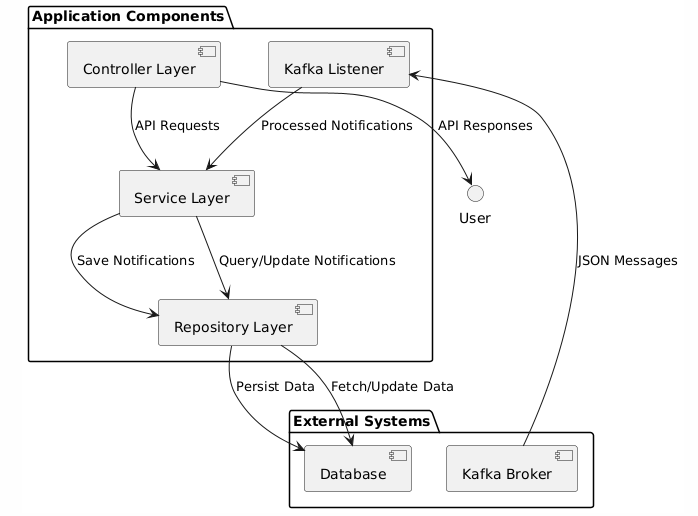 Application Components
Controller Layer
Kafka Listener
API Requests
Processed Notifications
API Responses
Service Layer
User
Save Notifications
Query/Update Notifications
JSON Messages
Repository Layer
Persist Data
Fetch/Update Data
External Systems
Database
Kafka Broker